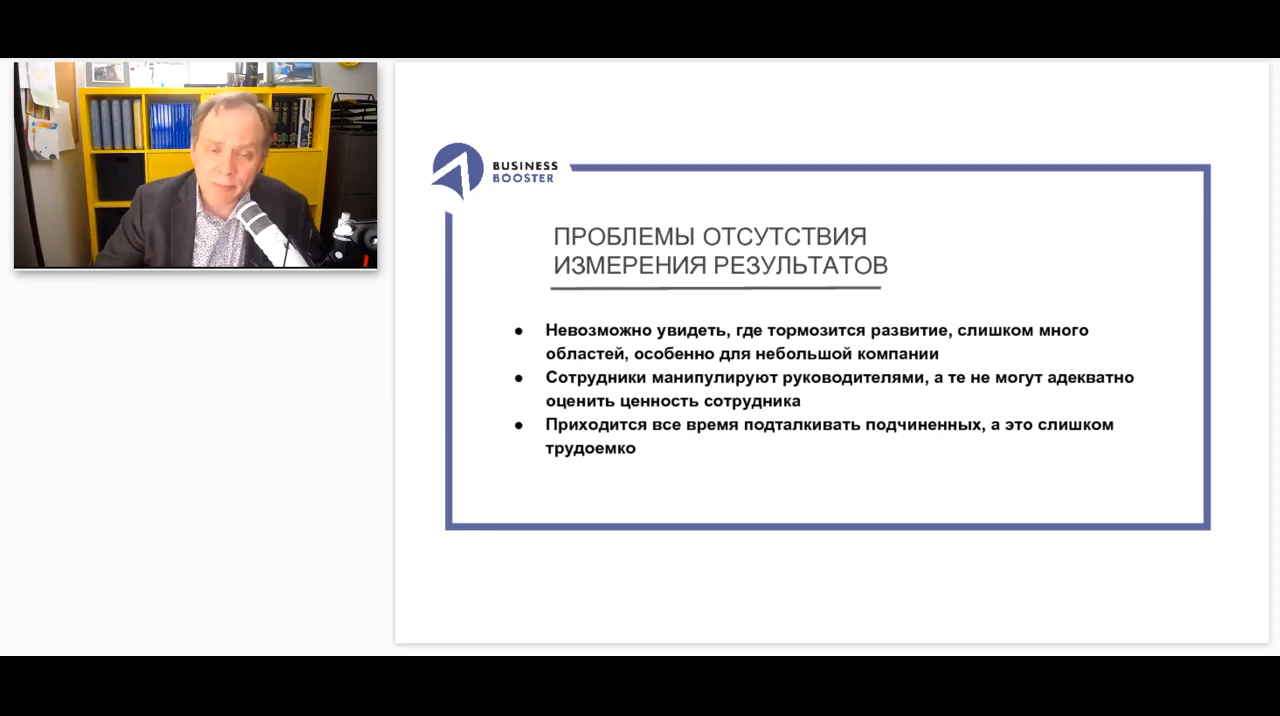 BUSINESS
BOOSTER
ПРОБЛЕМЫ ОТСУТСТВИЯ
ИЗМЕРЕНИЯ РЕЗУЛЬТАТОВ
● Невозможно увидеть, где тормозится развитие, слишком много
областей, особенно для небольшой компании
● Сотрудники манипулируют руководителями, а те не могут адекватно
оценить ценность сотрудника
● Приходится все время подталкивать подчиненных, а это слишком
трудоемко